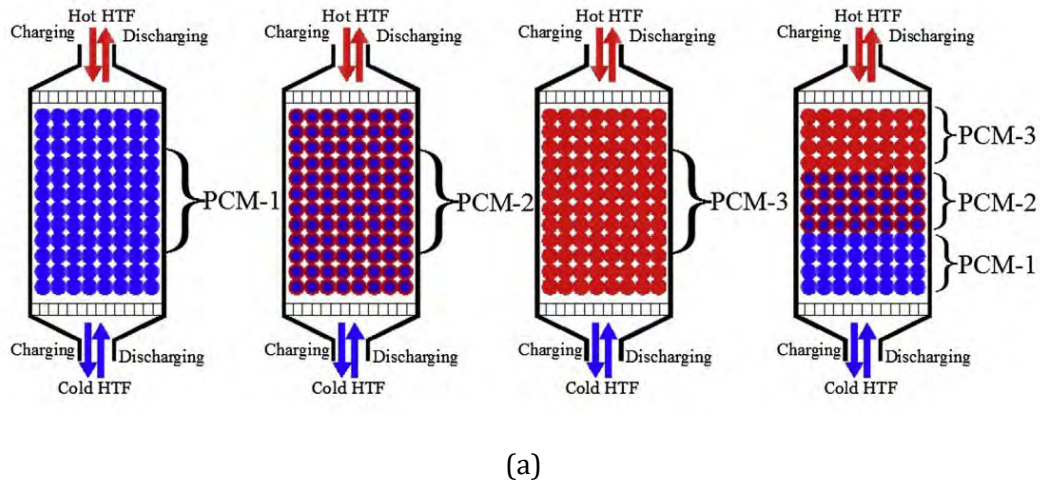 Hot HTF
Charging
Discharging
PCM-1
Charging
Discharging
Cold HTF
Hot HTF
Charging
Discharging
PCM-2
Charging
Discharging
Cold HTF
Hot HTF
Charging
Discharging
PCM-3
Charging
Discharging
Cold HTF
Hot HTF
Charging
Discharging
PCM-3
PCM-2
PCM-1
Charging
Discharging
Cold HTF
(a)